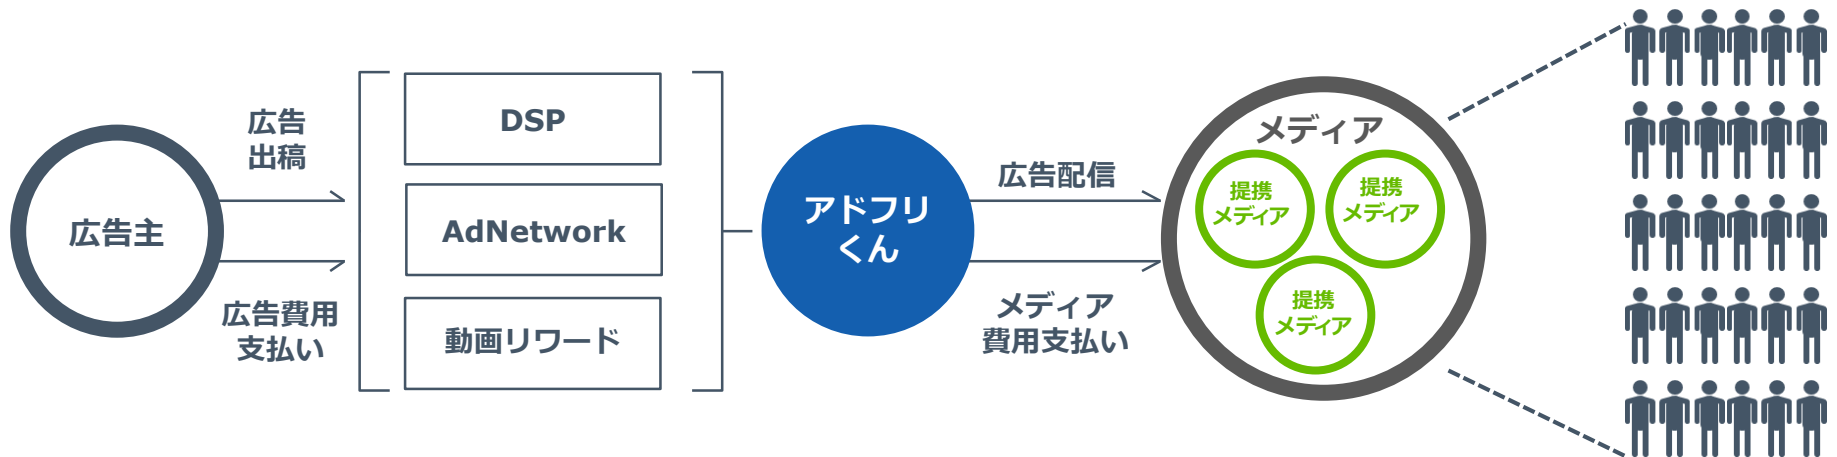 広告主
広告
出稿
広告費用
支払い
DSP
AdNetwork
動画リワード
アドフリ
くん
広告配信
メディア
費用支払い
メディア
提携
メディア
提携
メディア
提携
メディア